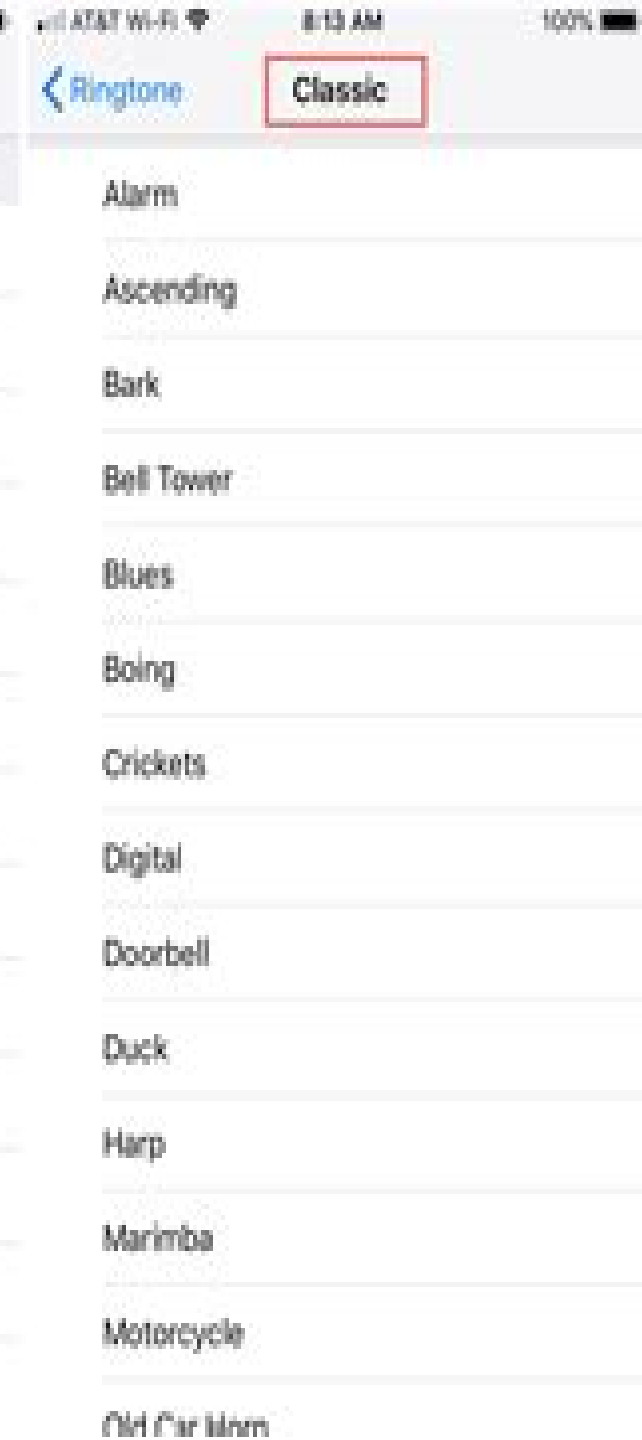 AT&T Wi-Fi 8:13 AM 100%
Ringtone Classic
Alarm
Ascending
Bark
Bell Tower
Blues
Boing
Crickets
Digital
Doorbell
Duck
Harp
Marimba
Motorcycle
Old Car Horn